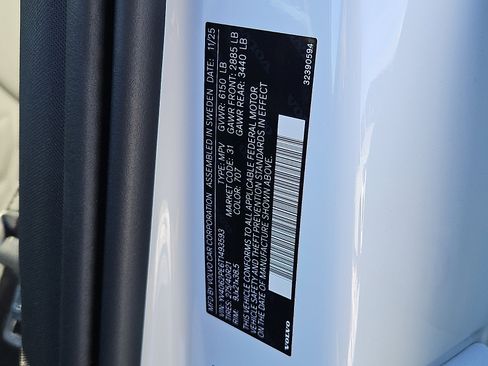 MFD BY VOLVO CAR CORPORATION ASSEMBLED IN SWEDEN DATE: 11/25
TYPE: MPV GVWR: 6150 LB
MARKET CODE: 31 GAWR FRONT: 2885 LB
COLOR: 707 GAWR REAR: 3440 LB
THIS VEHICLE CONFORMS TO ALL APPLICABLE FEDERAL MOTOR
VEHICLE SAFETY AND THEFT PREVENTION STANDARDS IN EFFECT
ON THE DATE OF MANUFACTURE SHOWN ABOVE.
VOLVO
32390594